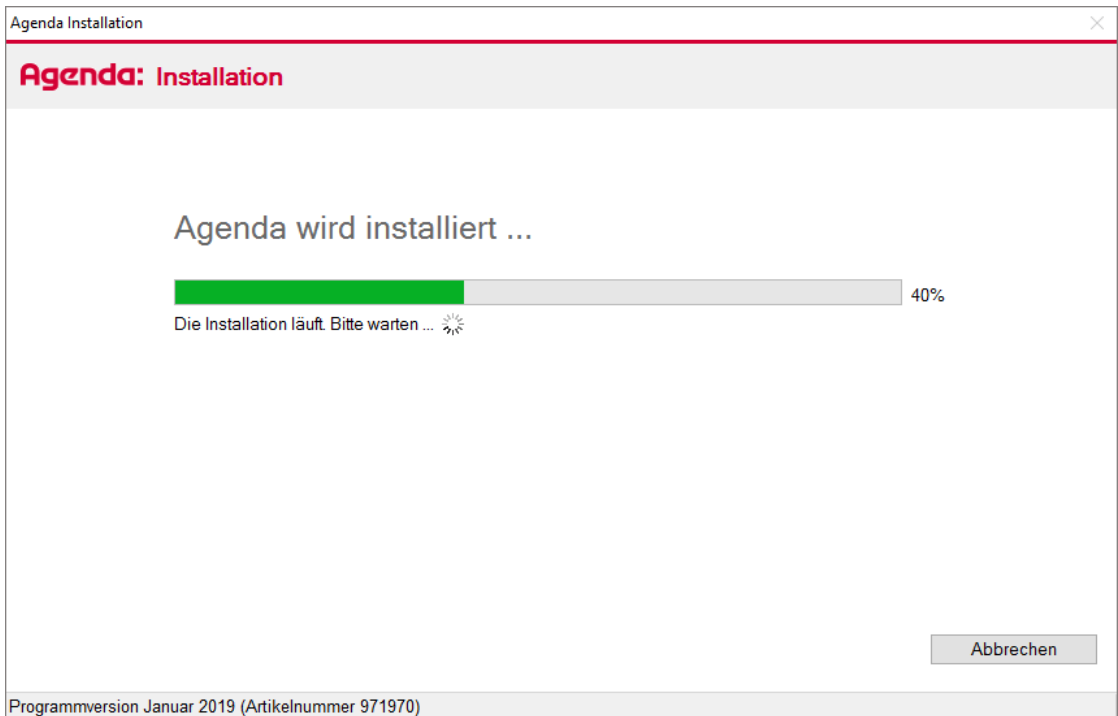 Agenda Installation
Agenda: Installation
Agenda wird installiert ...
40%
Die Installation läuft. Bitte warten ...
Abbrechen
Programmversion Januar 2019 (Artikelnummer 971970)